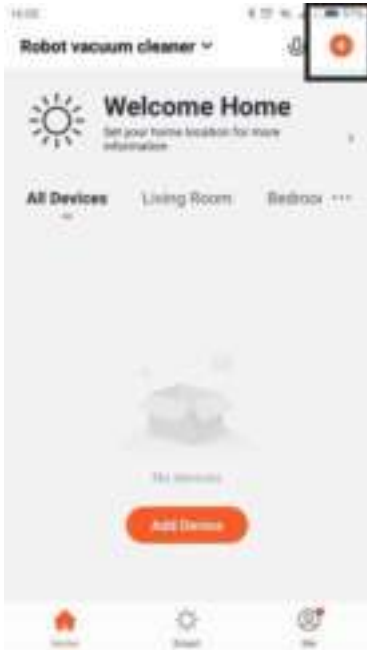 Robot vacuum cleaner
Welcome Home
Set your home location for more
information
All Devices Living Room Bedroo ···
No devices
Add Device
Home Smart Me